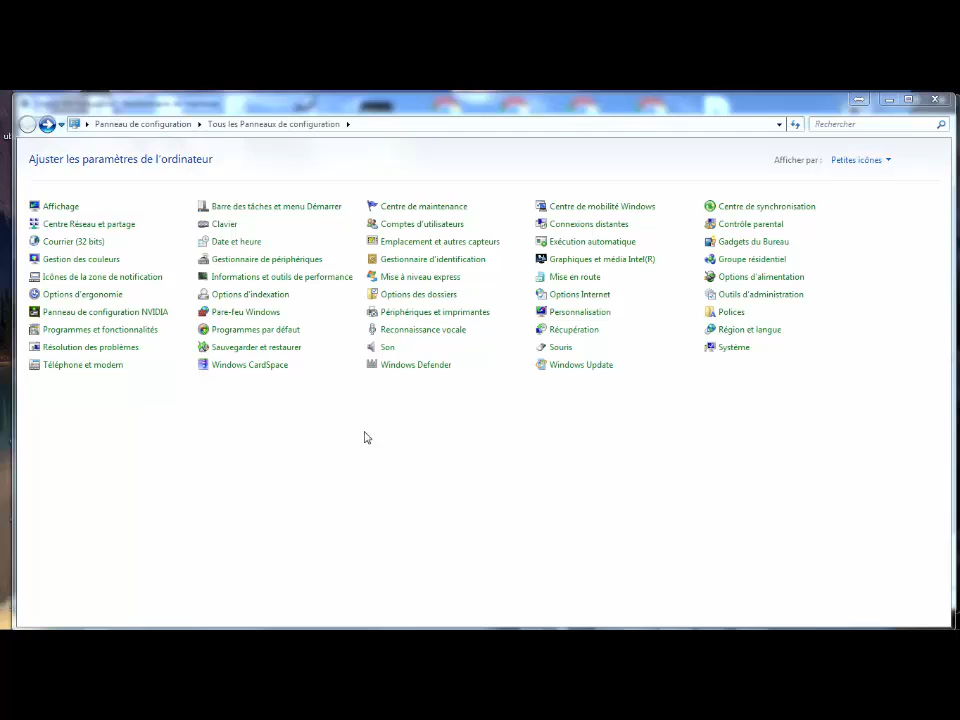 Panneau de configuration Tous les Panneaux de configuration Rechercher
Ajuster les paramètres de l'ordinateur Afficher par : Petites icônes
Affichage Barre des tâches et menu Démarrer Centre de maintenance Centre de mobilité Windows Centre de synchronisation
Centre Réseau et partage Clavier Comptes d'utilisateurs Connexions distantes Contrôle parental
Courrier (32 bits) Date et heure Emplacement et autres capteurs Exécution automatique Gadgets du Bureau
Gestion des couleurs Gestionnaire de périphériques Gestionnaire d'identification Graphiques et média Intel(R) Groupe résidentiel
Icônes de la zone de notification Informations et outils de performance Mise à niveau express Mise en route Options d'alimentation
Options d'ergonomie Options d'indexation Options des dossiers Options Internet Outils d'administration
Panneau de configuration NVIDIA Pare-feu Windows Périphériques et imprimantes Personnalisation Polices
Programmes et fonctionnalités Programmes par défaut Reconnaissance vocale Récupération Région et langue
Résolution des problèmes Sauvegarder et restaurer Son Souris Système
Téléphone et modem Windows CardSpace Windows Defender Windows Update